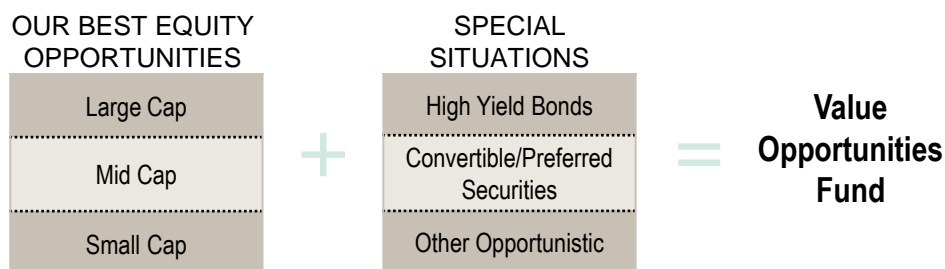 OUR BEST EQUITY
OPPORTUNITIES
Large Cap
Mid Cap
Small Cap
+
SPECIAL
SITUATIONS
High Yield Bonds
Convertible/Preferred
Securities
Other Opportunistic
=
Value
Opportunities
Fund